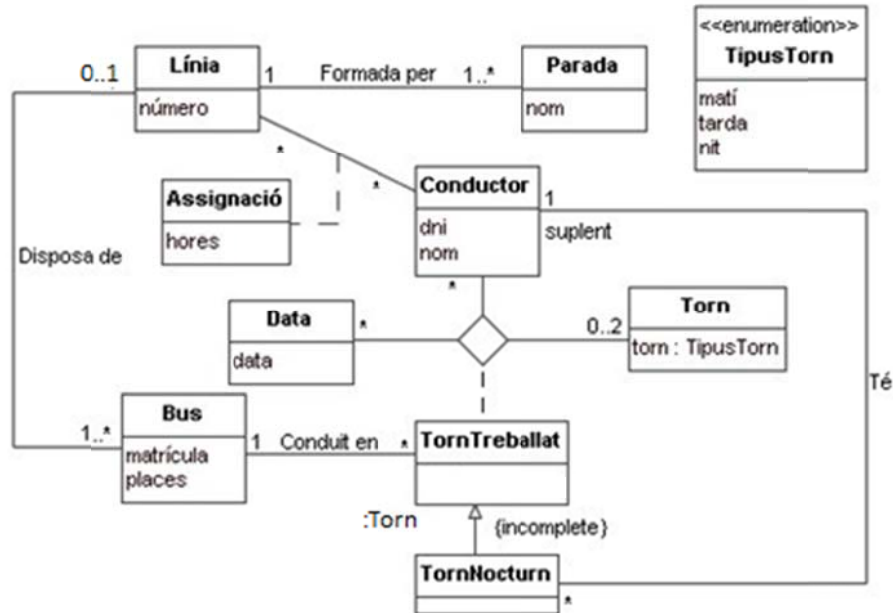 <<enumeration>>
TipusTorn
matí
tarda
nit
Línia
número
0..1
1
Formada per
1..*
Parada
nom
*
*
Assignació
hores
Conductor
dni
nom
1
suplent
Disposa de
*
Data
data
*
0..2
Torn
torn : TipusTorn
Té
Bus
matrícula
places
1..*
1
Conduit en
*
TornTreballat
:Torn
{incomplete}
TornNocturn
*